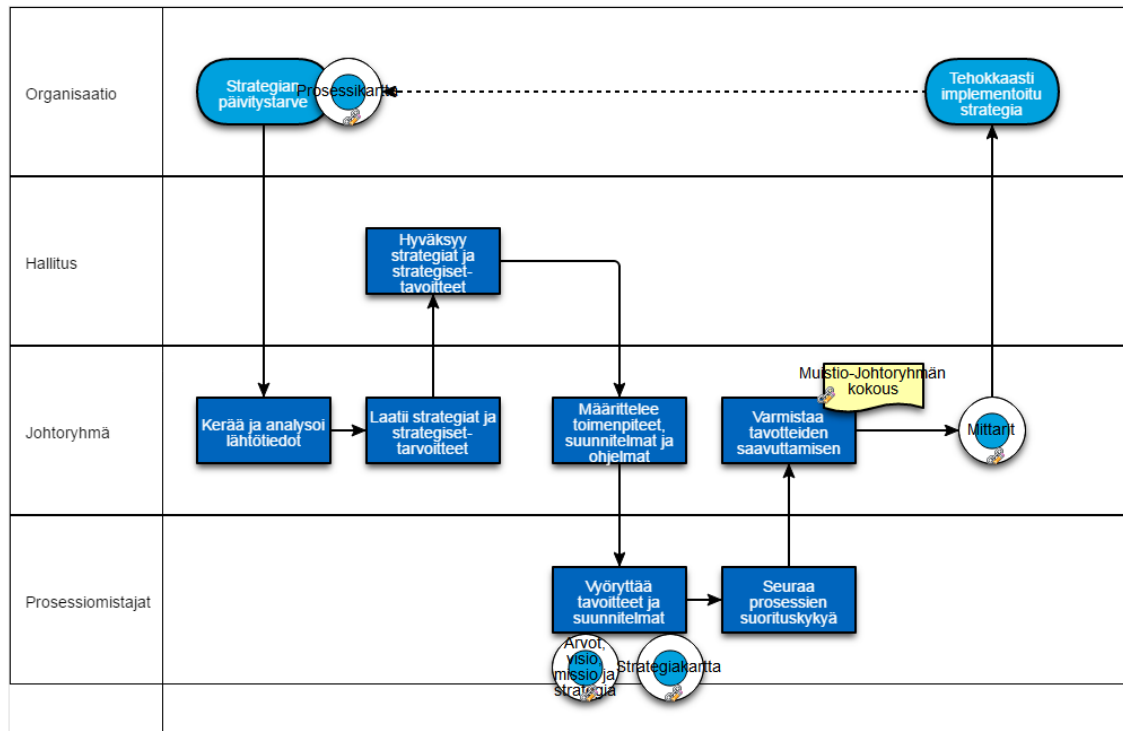 Organisaatio
Strategian
päivitystarve
Prosessikartta
Tehokkaasti
implementoitu
strategia
Hallitus
Hyväksyy
strategiat ja
strategiset-
tavoitteet
Johtoryhmä
Kerää ja analysoi
lähtötiedot
Laatii strategiat ja
strategiset-
tarvoitteet
Määrittelee
toimenpiteet,
suunnitelmat ja
ohjelmat
Varmistaa
tavotteiden
saavuttamisen
Muistio-Johtoryhmän
kokous
Mittarit
Prosessiomistajat
Vyöryttää
tavoitteet ja
suunnitelmat
Seuraa
prosessien
suorituskykyä
Arvot,
visio,
missio ja
strategia
Strategiakartta